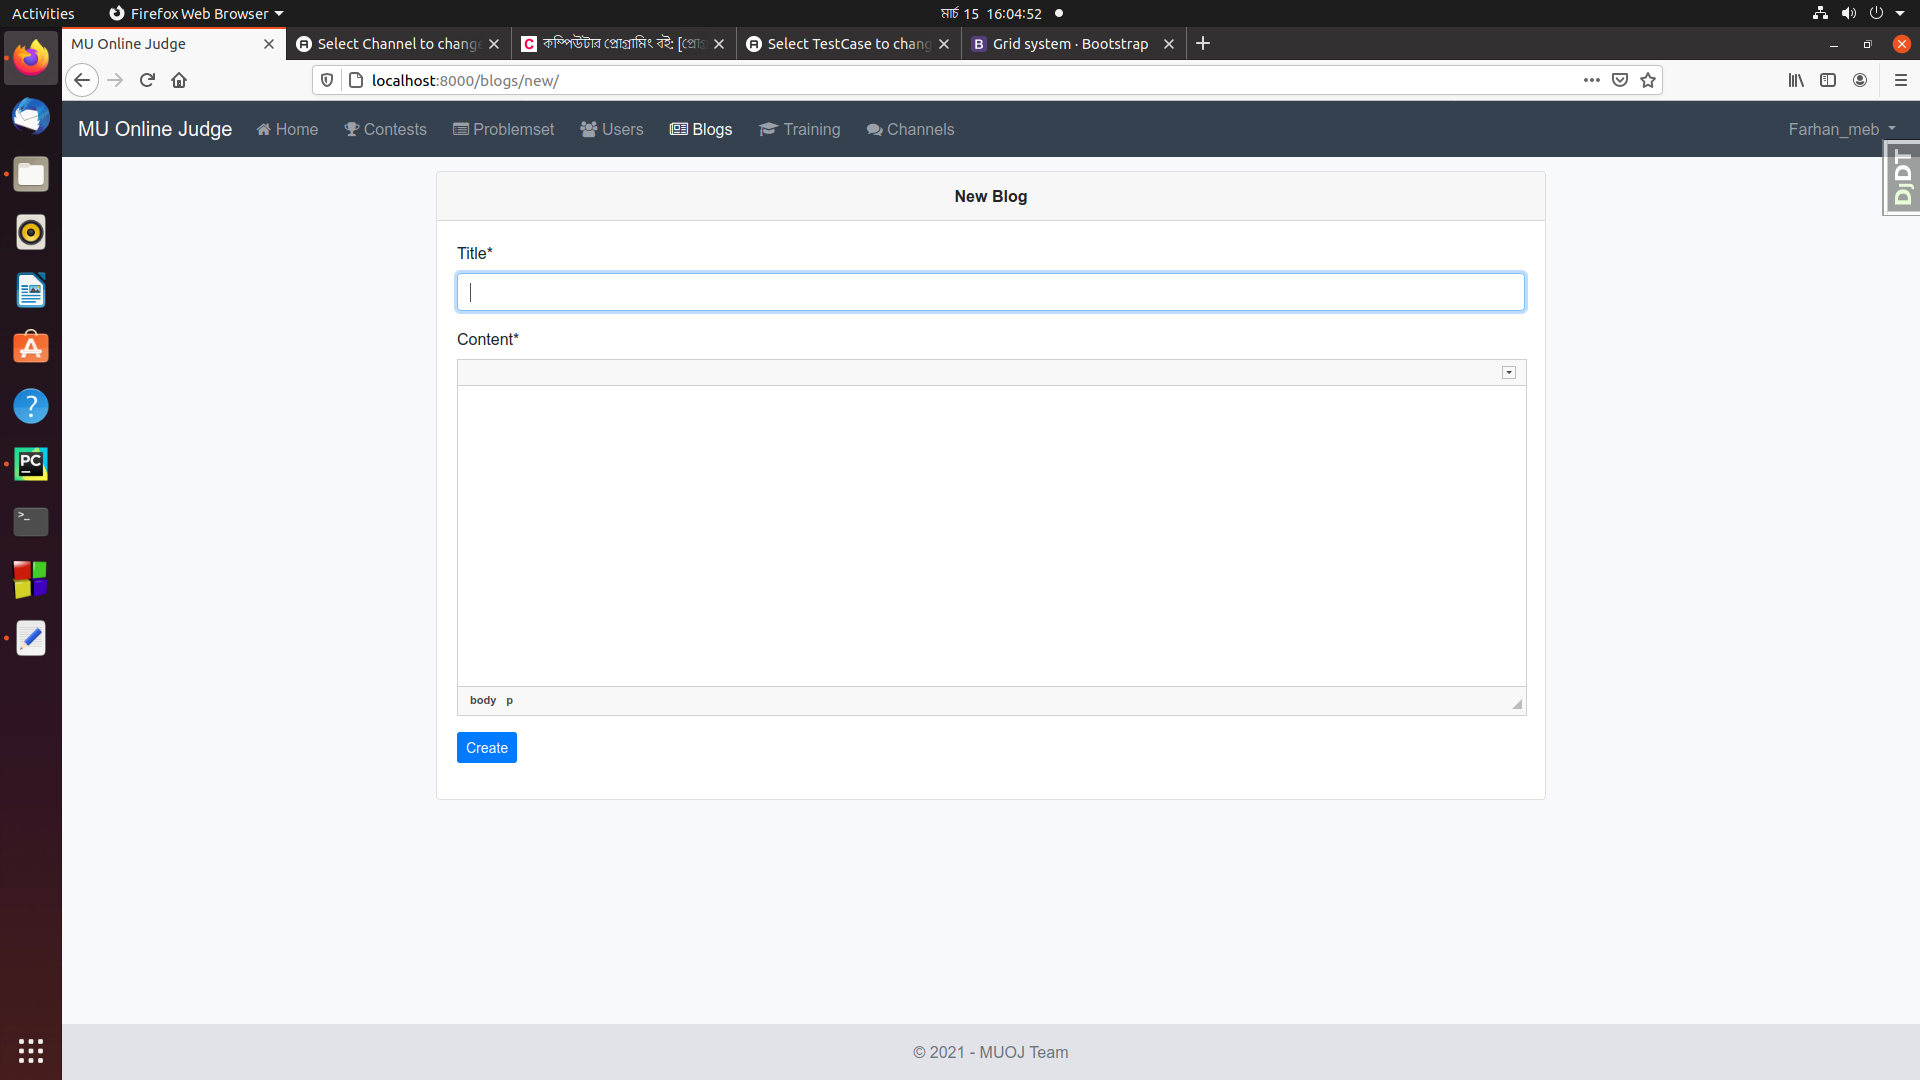 Activities Firefox Web Browser মার্চ 15 16:04:52
MU Online Judge Select Channel to change কম্পিউটার প্রোগ্রামিং বই: Select TestCase to chang Grid system · Bootstrap
localhost:8000/blogs/new/
MU Online Judge Home Contests Problemset Users Blogs Training Channels Farhan_meb
DjDT
New Blog
Title*
Content*
body p
Create
© 2021 - MUOJ Team